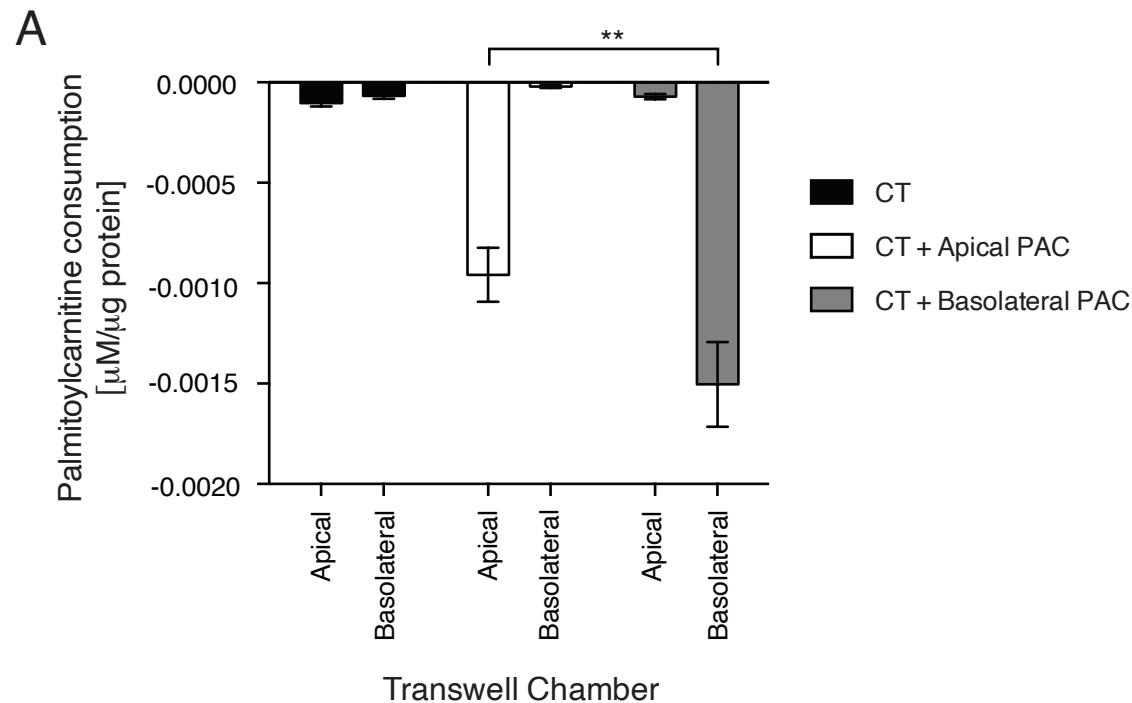 A
**
Palmitoylcarnitine consumption
[μM/μg protein]
0.0000
-0.0005
-0.0010
-0.0015
-0.0020
Apical
Basolateral
Apical
Basolateral
Apical
Basolateral
Transwell Chamber
CT
CT + Apical PAC
CT + Basolateral PAC